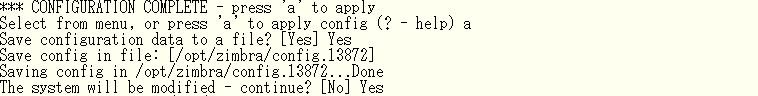 *** CONFIGURATION COMPLETE - press 'a' to apply
Select from menu, or press 'a' to apply config (? - help) a
Save configuration data to a file? [Yes] Yes
Save config in file: [/opt/zimbra/config.13872]
Saving config in /opt/zimbra/config.13872...Done
The system will be modified - continue? [No] Yes